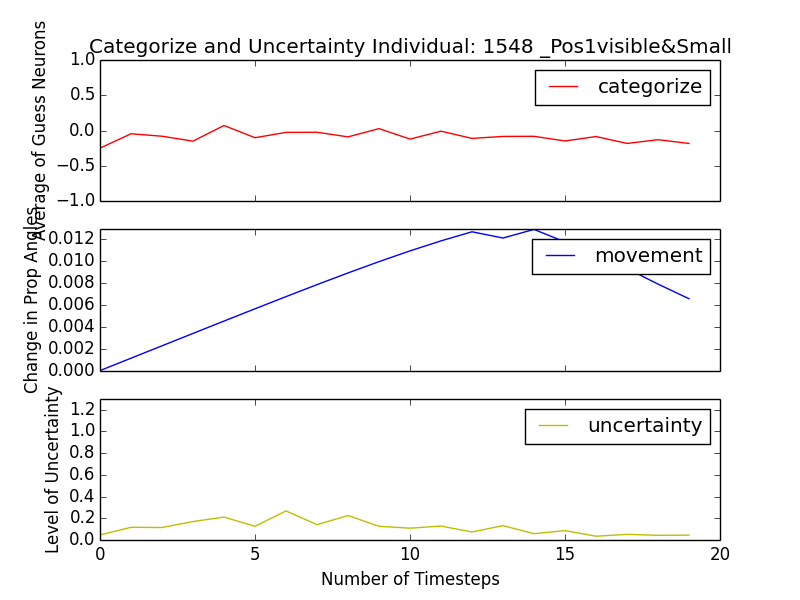 Categorize and Uncertainty Individual: 1548 _Pos1visible&Small
Average of Guess Neurons
1.0
0.5
0.0
−0.5
−1.0
categorize
Change in Prop Angles
0.012
0.010
0.008
0.006
0.004
0.002
0.000
movement
Level of Uncertainty
1.2
1.0
0.8
0.6
0.4
0.2
0.0
uncertainty
0 5 10 15 20
Number of Timesteps